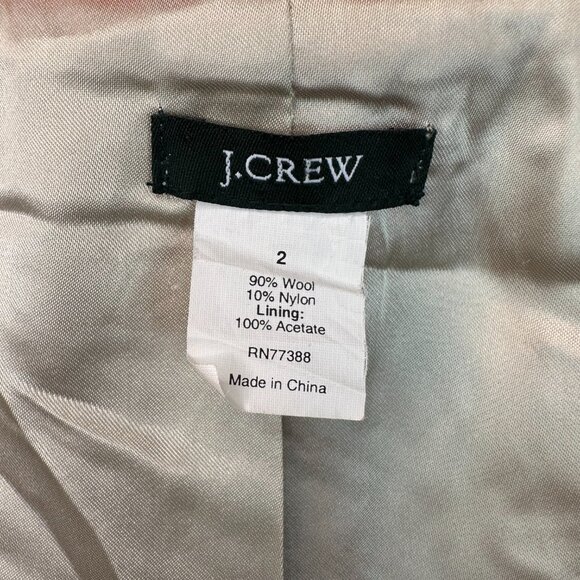 J.CREW
2
90% Wool
10% Nylon
Lining:
100% Acetate
RN77388
Made in China